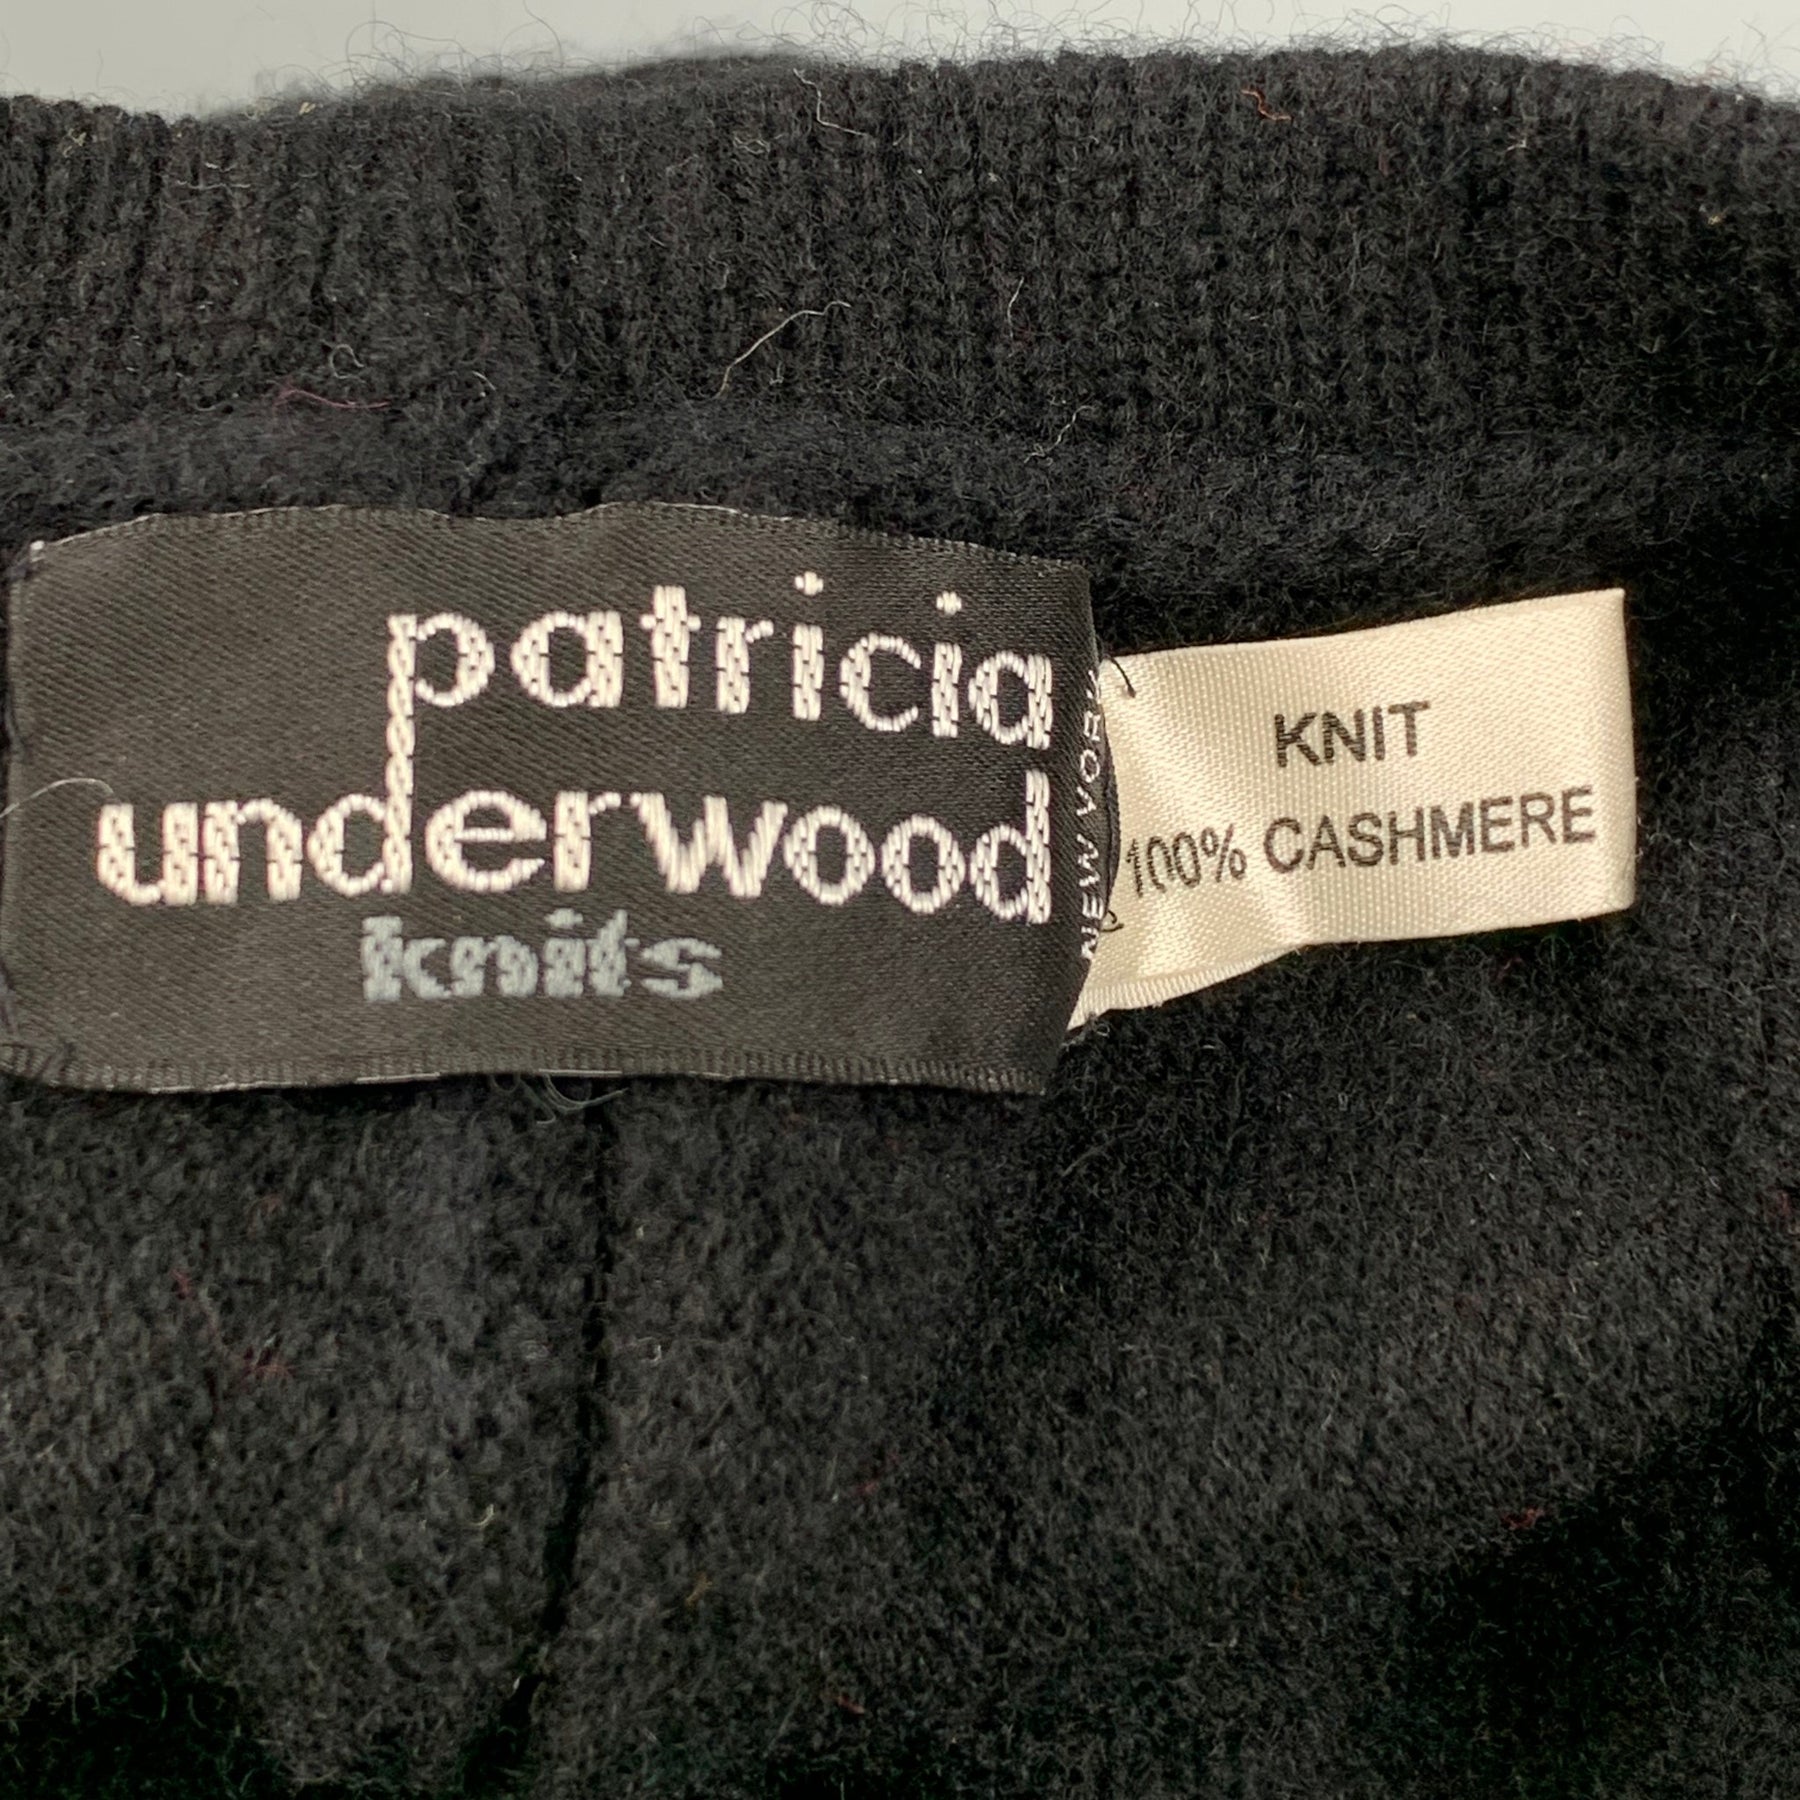 patricia
underwood
knits
NEW YORK
KNIT
100% CASHMERE